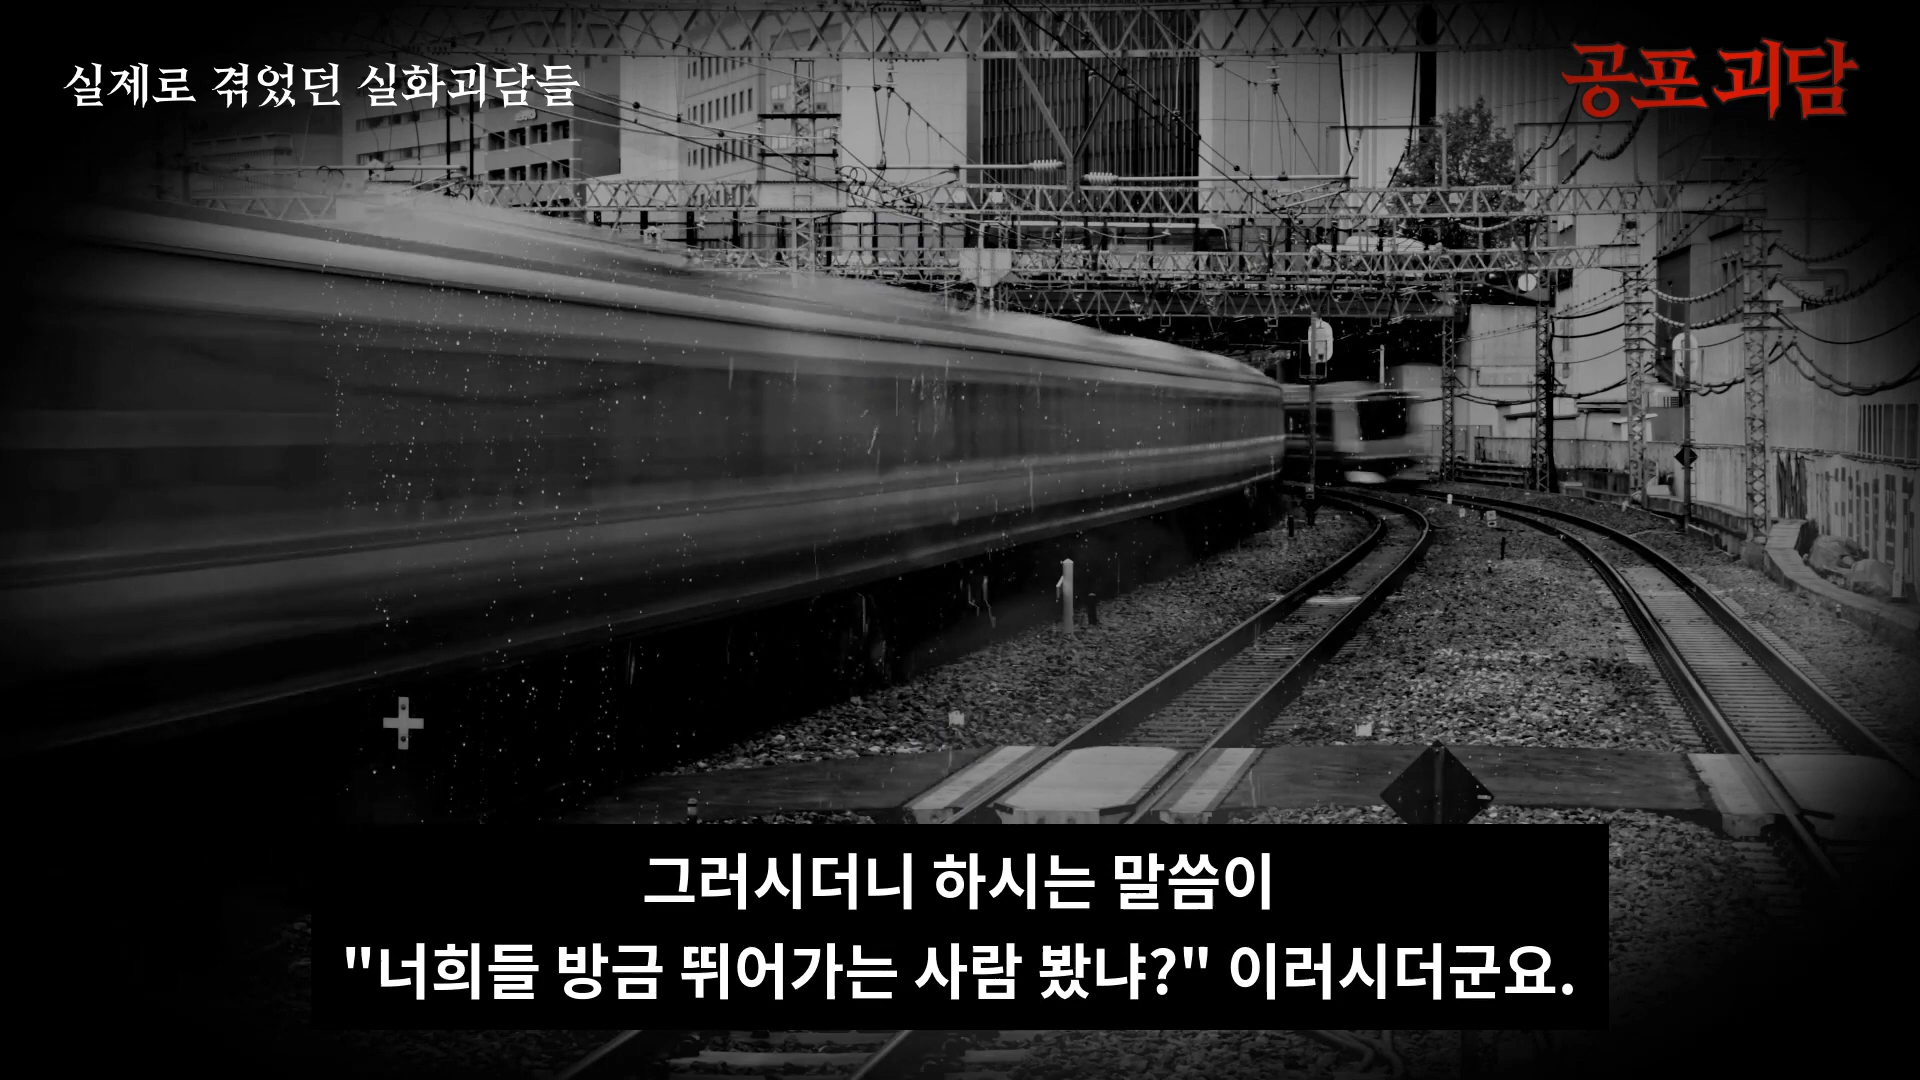 실제로 겪었던 실화괴담들
공포괴담
그러시더니 하시는 말씀이
"너희들 방금 뛰어가는 사람 봤냐?" 이러시더군요.